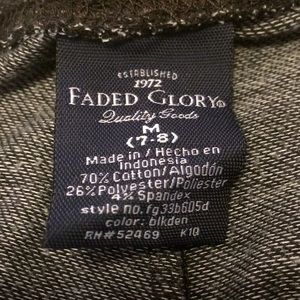 ESTABLISHED
1972
FADED GLORY®
Quality Goods
M
(7-8)
Made in / Hecho en
Indonesia
70% Cotton/Algodón
26% Polyester/Poliester
4% Spandex
style no. fg33b605d
color: blkden
RN#52469 K10